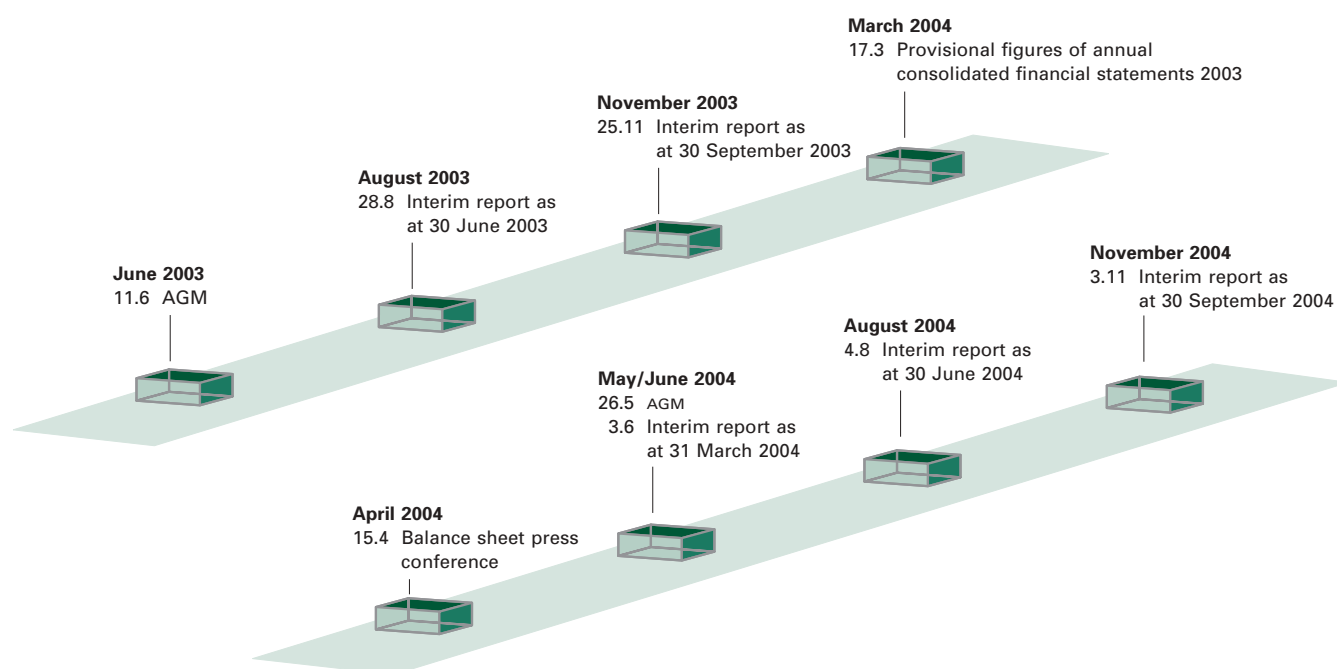 June 2003
11.6 AGM
August 2003
28.8 Interim report as
at 30 June 2003
November 2003
25.11 Interim report as
at 30 September 2003
March 2004
17.3 Provisional figures of annual
consolidated financial statements 2003
April 2004
15.4 Balance sheet press
conference
May/June 2004
26.5 AGM
3.6 Interim report as
at 31 March 2004
August 2004
4.8 Interim report as
at 30 June 2004
November 2004
3.11 Interim report as
at 30 September 2004